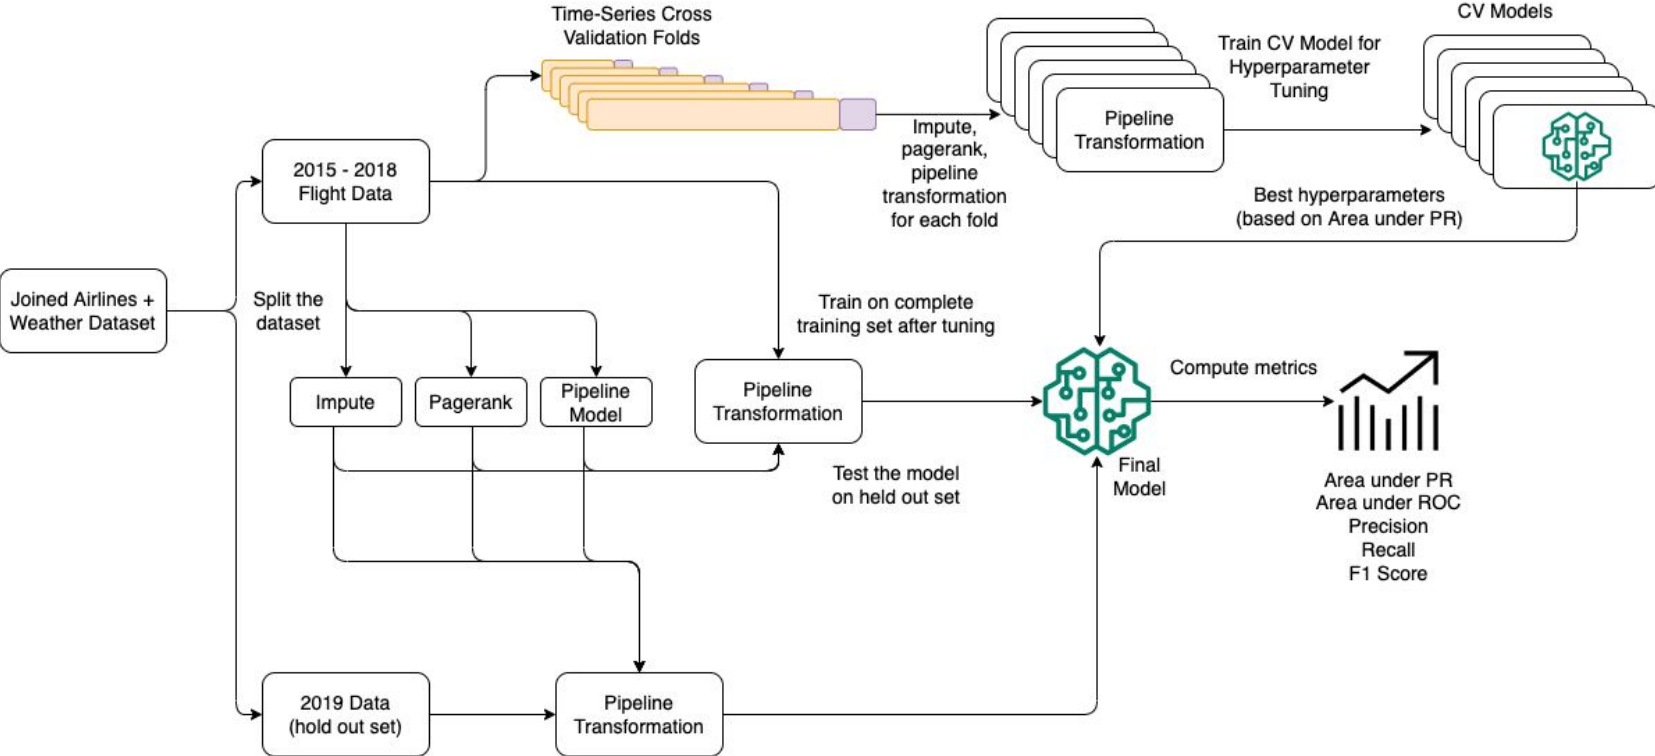 Time-Series Cross
Validation Folds
CV Models
Train CV Model for
Hyperparameter
Tuning
Pipeline
Transformation
Impute,
pagerank,
pipeline
transformation
for each fold
2015 - 2018
Flight Data
Best hyperparameters
(based on Area under PR)
Joined Airlines +
Weather Dataset
Split the
dataset
Train on complete
training set after tuning
Impute
Pagerank
Pipeline
Model
Pipeline
Transformation
Compute metrics
Test the model
on held out set
Final
Model
Area under PR
Area under ROC
Precision
Recall
F1 Score
2019 Data
(hold out set)
Pipeline
Transformation